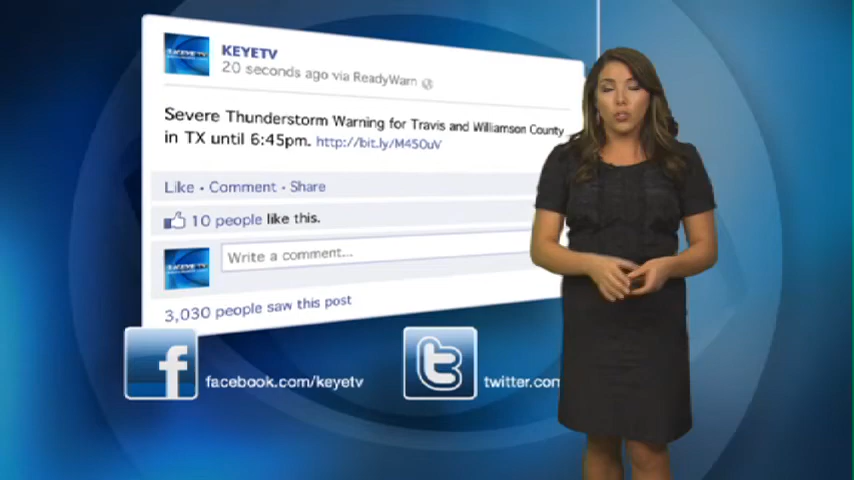 KEYETV
20 seconds ago via ReadyWarn
Severe Thunderstorm Warning for Travis and Williamson County
in TX until 6:45pm. http://bit.ly/M45OuV
Like · Comment · Share
10 people like this.
Write a comment...
3,030 people saw this post
f facebook.com/keyetv
t twitter.com